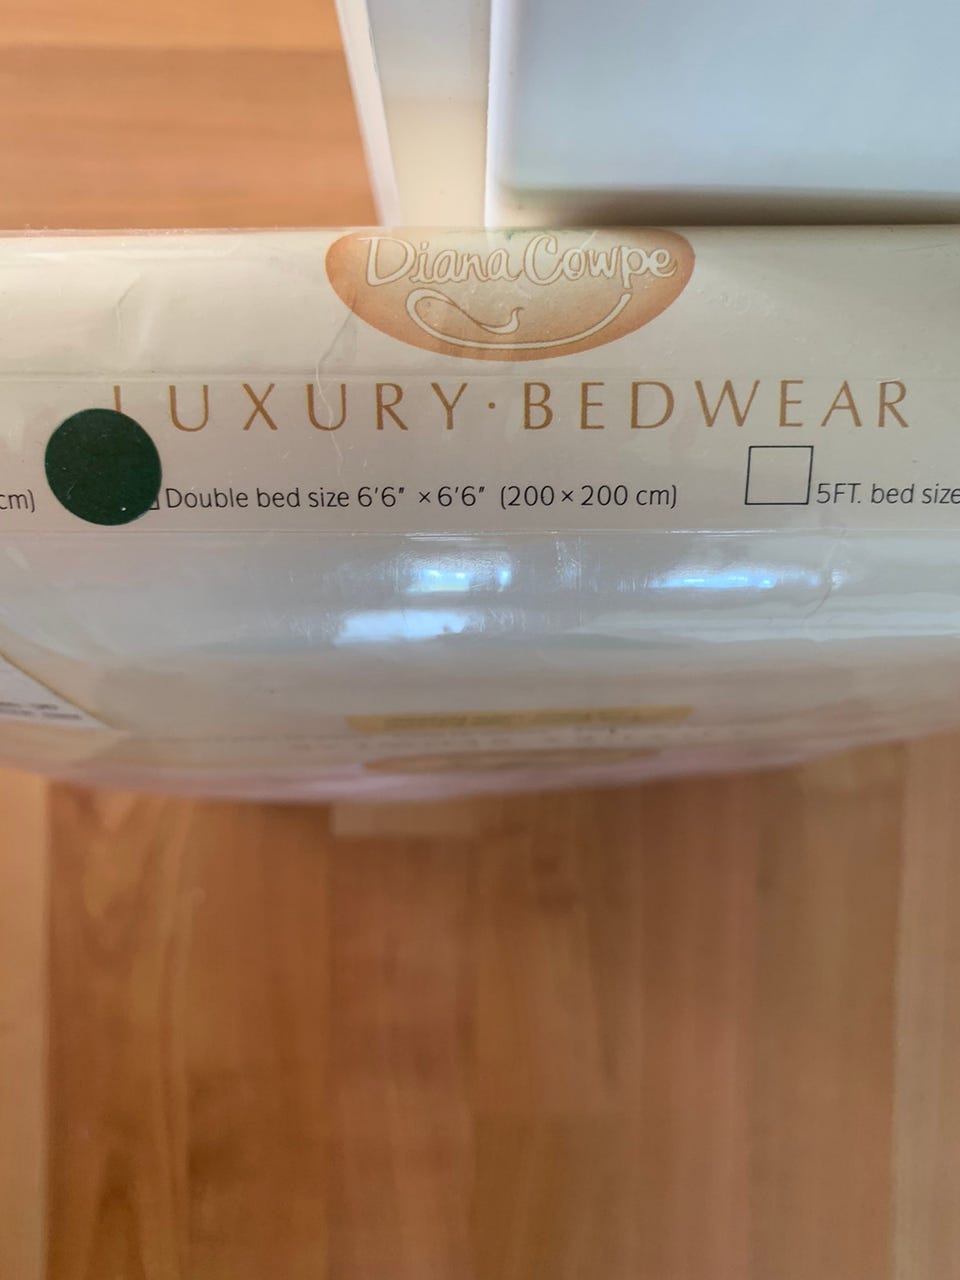 Diana Cowpe
LUXURY·BEDWEAR
cm) Double bed size 6'6" × 6'6" (200 × 200 cm) 5FT. bed size